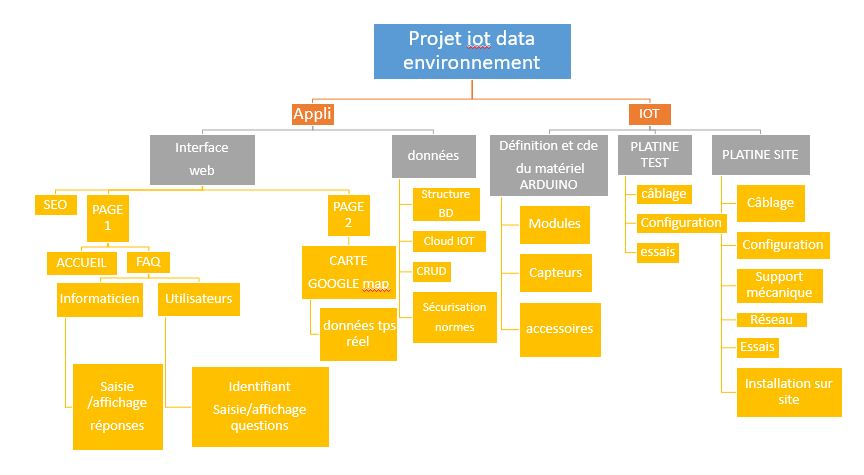 Projet iot data
environnement
Appli
IOT
Interface
web
données
Définition et cde
du matériel
ARDUINO
PLATINE
TEST
PLATINE SITE
SEO
PAGE
1
PAGE
2
ACCUEIL
FAQ
Informaticien
Utilisateurs
Saisie
/affichage
réponses
Identifiant
Saisie/affichage
questions
CARTE
GOOGLE map
données tps
réel
Structure
BD
Cloud IOT
CRUD
Sécurisation
normes
Modules
Capteurs
accessoires
câblage
Configuration
essais
Câblage
Configuration
Support
mécanique
Réseau
Essais
Installation sur
site